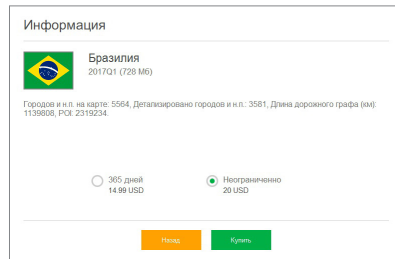 Информация
Бразилия
2017Q1 (728 Мб)
Городов и н.п. на карте: 5564, Детализировано городов и н.п.: 3581, Длина дорожного графа (км):
1139808, POI: 2319234.
365 дней
14.99 USD
Неограниченно
20 USD
Назад
Купить